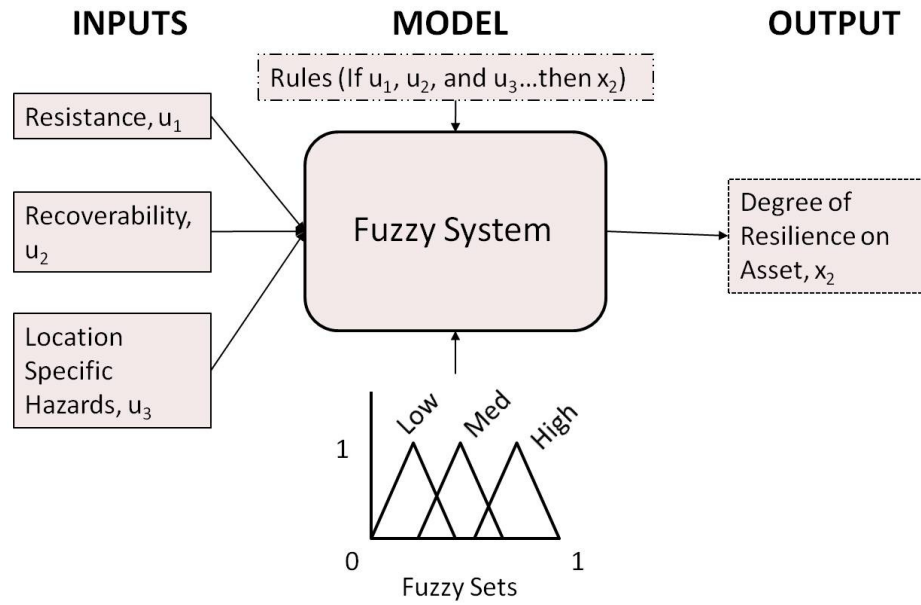 INPUTS
MODEL
OUTPUT
Rules (If u₁, u₂, and u₃...then x₂)
Resistance, u₁
Recoverability,
u₂
Location
Specific
Hazards, u₃
Fuzzy System
Degree of
Resilience on
Asset, x₂
Low
Med
High
1
0
1
Fuzzy Sets